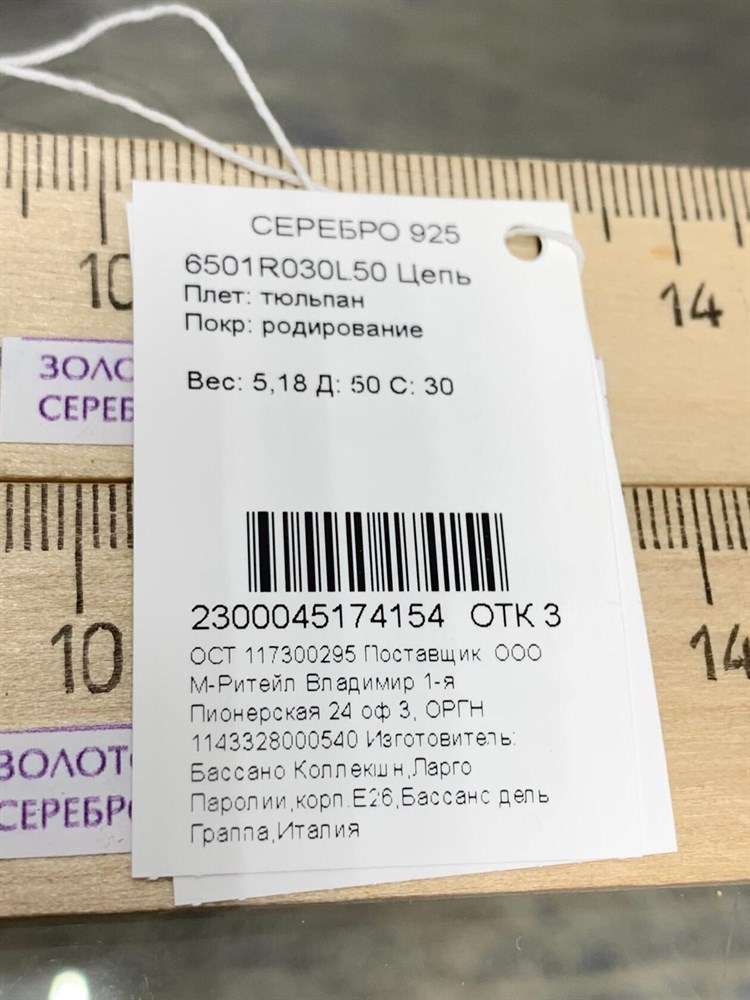 СЕРЕБРО 925
6501R030L50 Цепь
Плет: тюльпан
Покр: родирование
Вес: 5,18 Д: 50 С: 30
2300045174154 ОТК 3
ОСТ 117300295 Поставщик ООО
М-Ритейл Владимир 1-я
Пионерская 24 оф 3, ОРГН
1143328000540 Изготовитель:
Бассано Коллекшн,Ларго
Паролии,корп.Е26,Бассанс дель
Граппа,Италия
10
14
ЗОЛО
СЕРЕБ
10
14
ЗОЛОТО
СЕРЕБРО